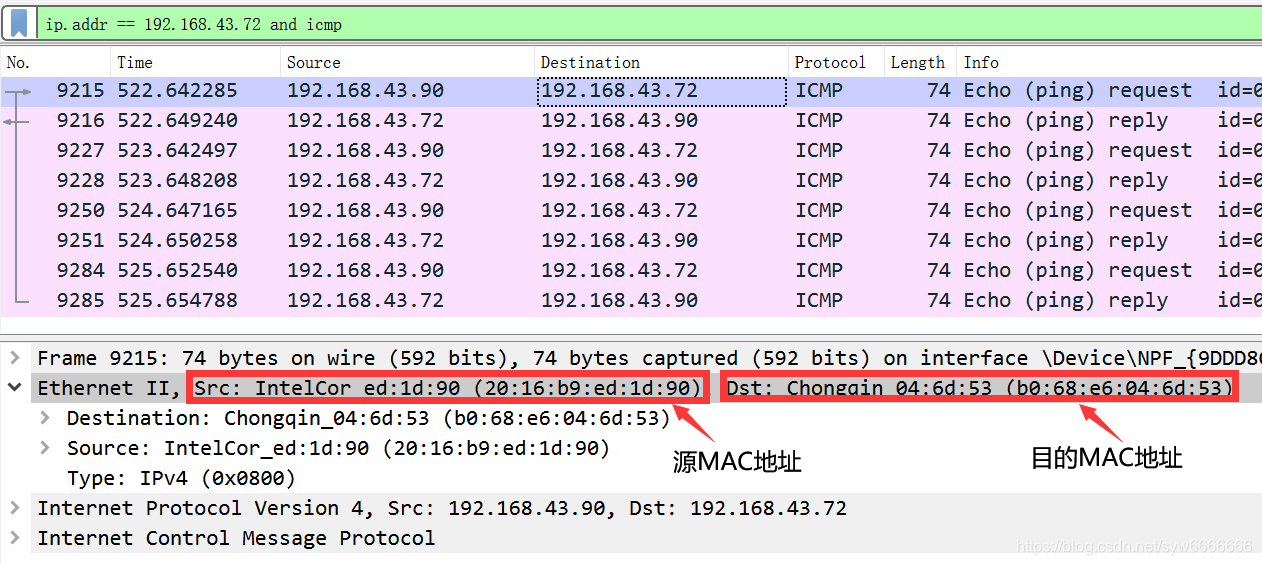 ip.addr == 192.168.43.72 and icmp
No. Time Source Destination Protocol Length Info
9215 522.642285 192.168.43.90 192.168.43.72 ICMP 74 Echo (ping) request id=0
9216 522.649240 192.168.43.72 192.168.43.90 ICMP 74 Echo (ping) reply id=0
9227 523.642497 192.168.43.90 192.168.43.72 ICMP 74 Echo (ping) request id=0
9228 523.648208 192.168.43.72 192.168.43.90 ICMP 74 Echo (ping) reply id=0
9250 524.647165 192.168.43.90 192.168.43.72 ICMP 74 Echo (ping) request id=0
9251 524.650258 192.168.43.72 192.168.43.90 ICMP 74 Echo (ping) reply id=0
9284 525.652540 192.168.43.90 192.168.43.72 ICMP 74 Echo (ping) request id=0
9285 525.654788 192.168.43.72 192.168.43.90 ICMP 74 Echo (ping) reply id=0
Frame 9215: 74 bytes on wire (592 bits), 74 bytes captured (592 bits) on interface \Device\NPF_{9DDD8
Ethernet II, Src: IntelCor_ed:1d:90 (20:16:b9:ed:1d:90), Dst: Chongqin_04:6d:53 (b0:68:e6:04:6d:53)
Destination: Chongqin_04:6d:53 (b0:68:e6:04:6d:53)
Source: IntelCor_ed:1d:90 (20:16:b9:ed:1d:90)
源MAC地址
目的MAC地址
Type: IPv4 (0x0800)
Internet Protocol Version 4, Src: 192.168.43.90, Dst: 192.168.43.72
Internet Control Message Protocol
https://blog.csdn.net/syw6666666